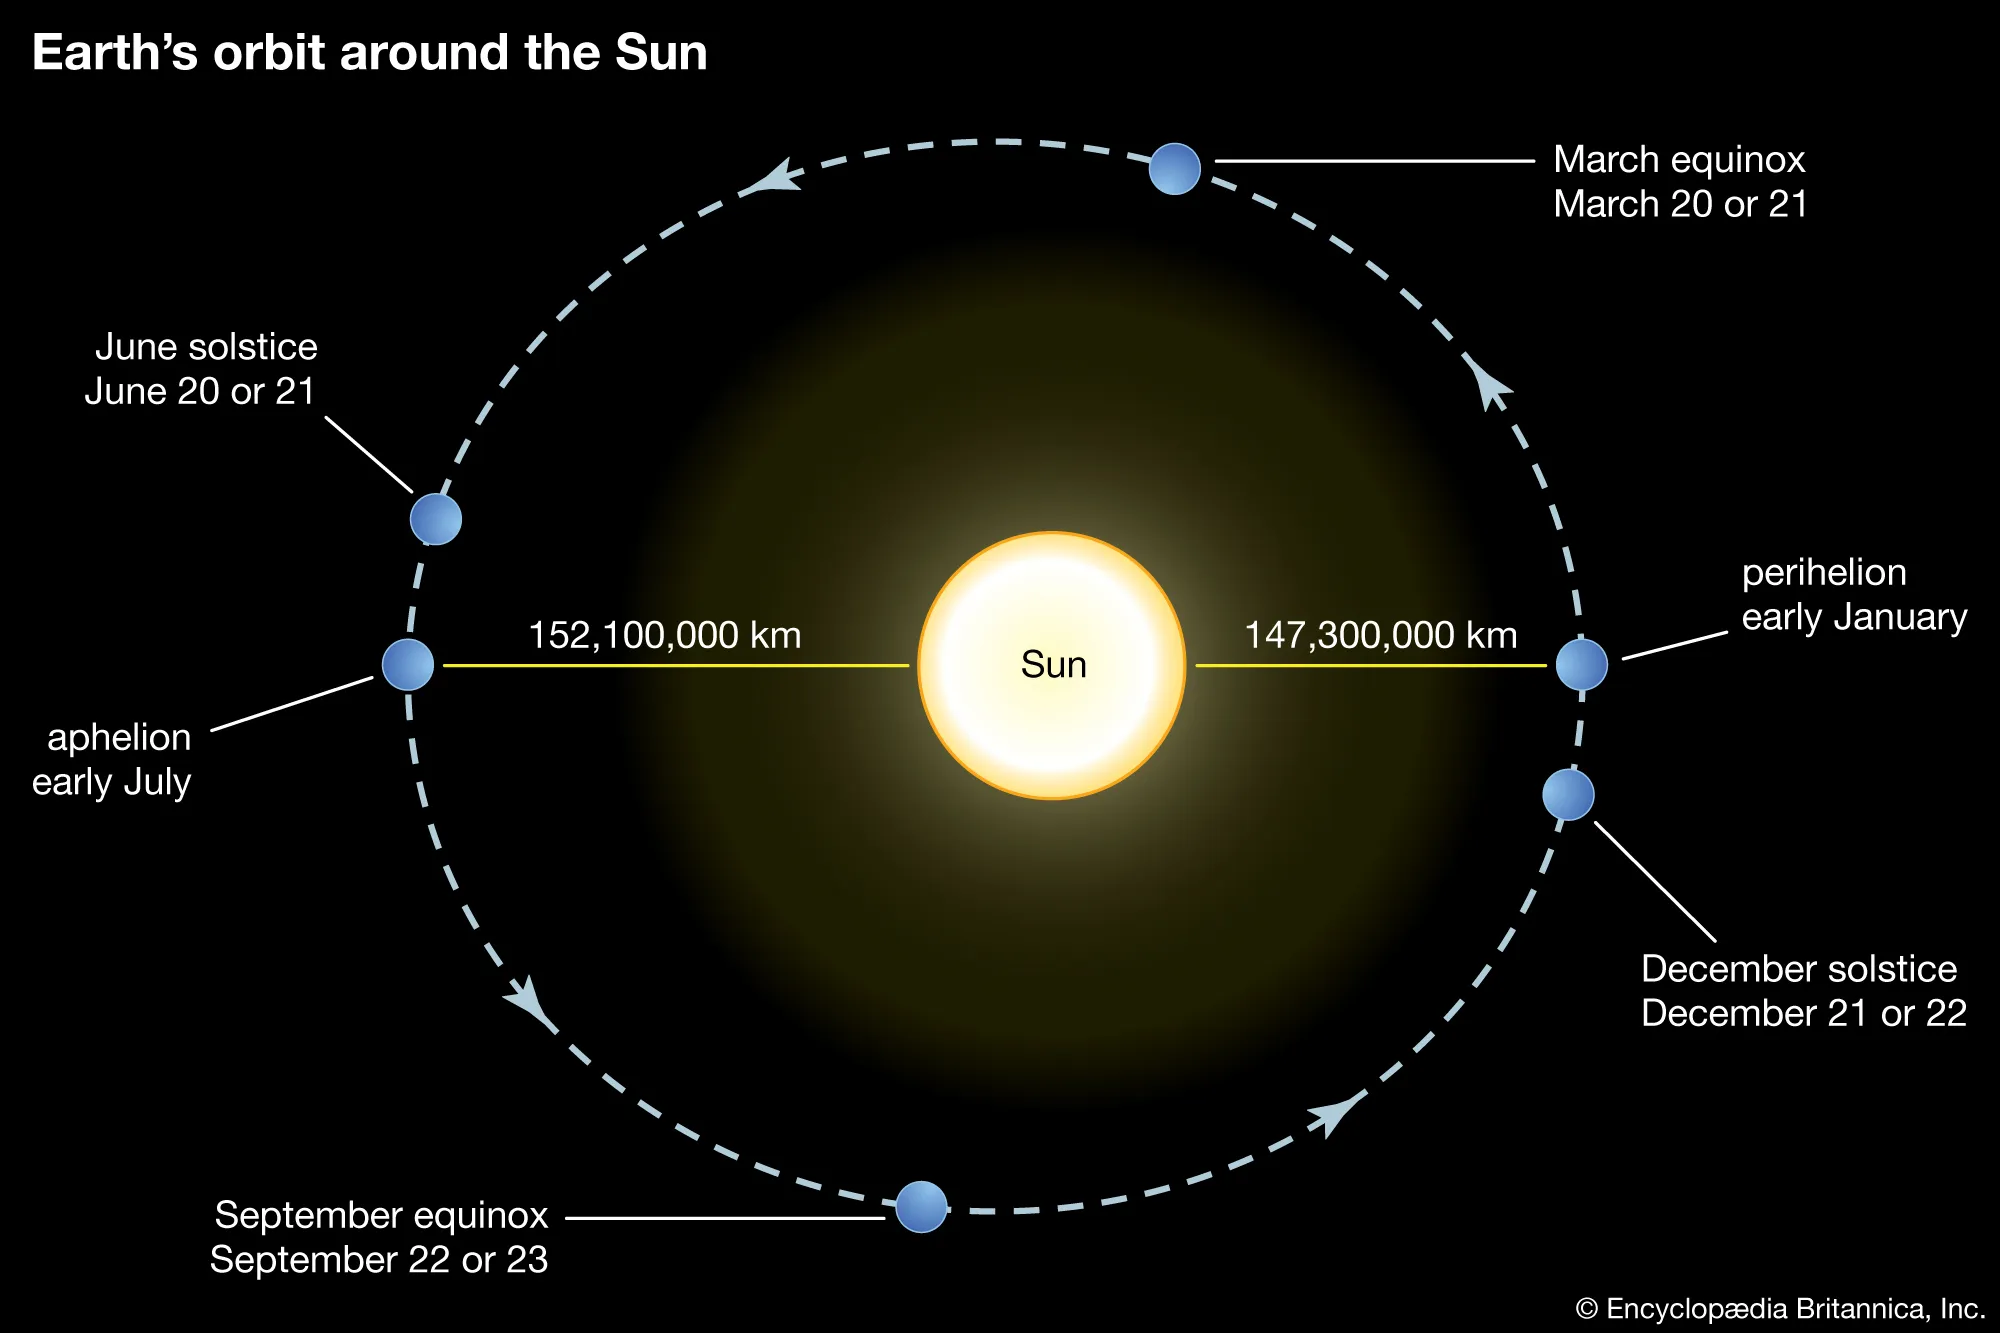 Earth's orbit around the Sun
March equinox
March 20 or 21
June solstice
June 20 or 21
perihelion
early January
152,100,000 km
147,300,000 km
Sun
aphelion
early July
December solstice
December 21 or 22
September equinox
September 22 or 23
© Encyclopædia Britannica, Inc.